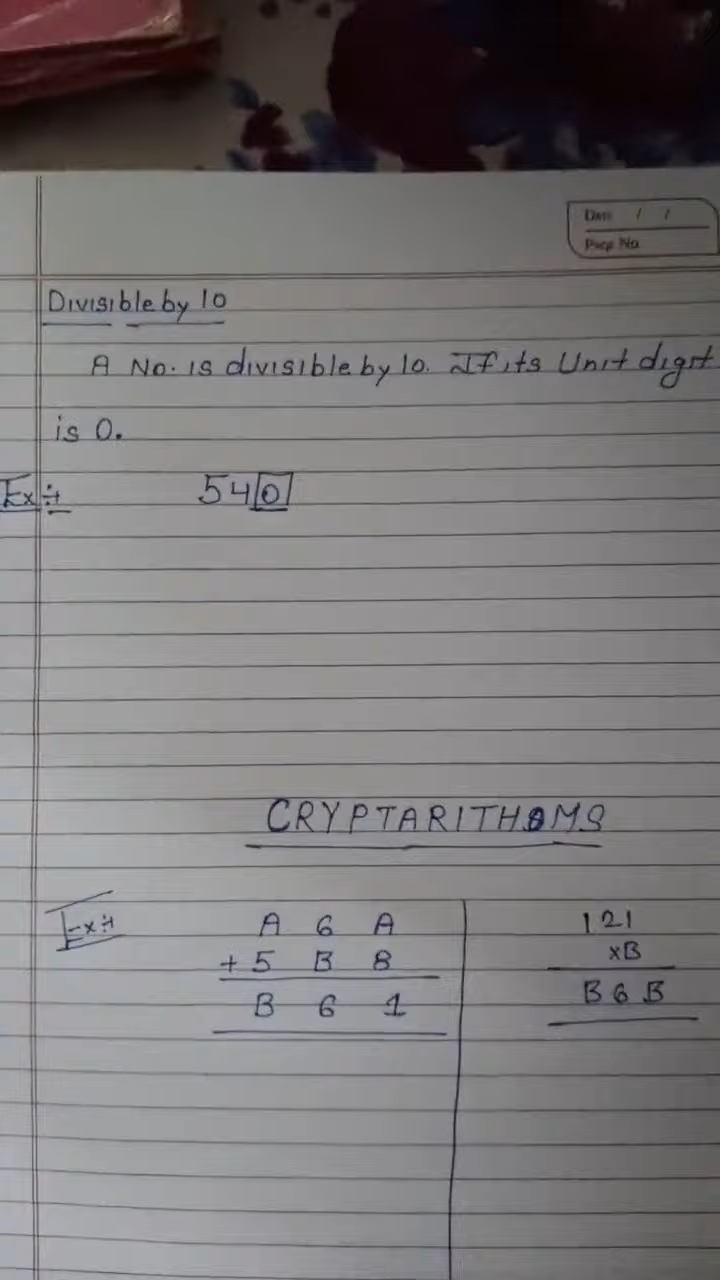 Date / /
Page No.
Divisible by 10
A No. is divisible by 10. If its Unit digit
is 0.
Ex:- 540
CRYPTARITHMS
Ex:-
A 6 A
+ 5 B 8
B 6 1
121
×B
B6B